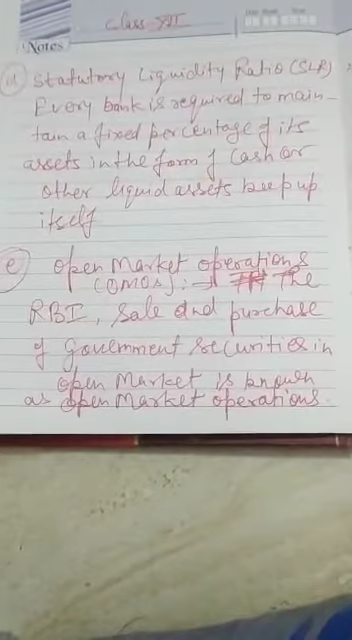 Class-XII
Notes
d Statutory Liquidity Ratio (SLR):
Every bank is required to main-
tain a fixed percentage of its
assets in the form of cash or
other liquid assets keep up
itself
e open Market operations
(OMOs): → The
RBI, Sale and purchase
of government securities in
open Market is known
as open Market operations.